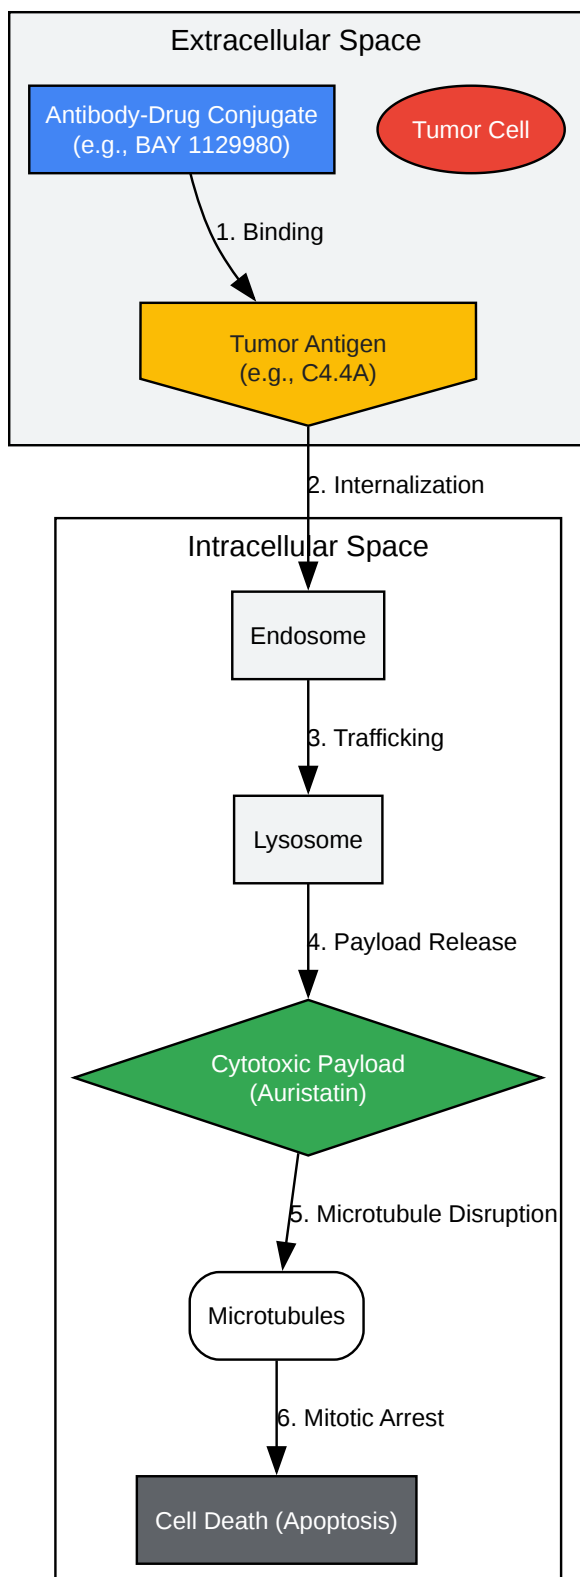 Extracellular Space
Antibody-Drug Conjugate
(e.g., BAY 1129980)
Tumor Cell
1. Binding
Tumor Antigen
(e.g., C4.4A)
2. Internalization
Intracellular Space
Endosome
3. Trafficking
Lysosome
4. Payload Release
Cytotoxic Payload
(Auristatin)
5. Microtubule Disruption
Microtubules
6. Mitotic Arrest
Cell Death (Apoptosis)